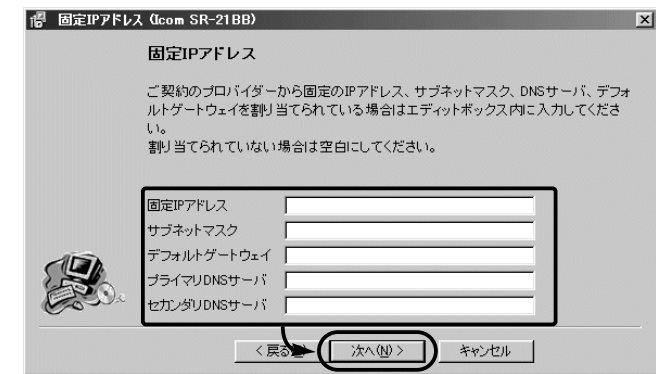 固定IPアドレス (Icom SR-21BB)
固定IPアドレス
ご契約のプロバイダーから固定のIPアドレス、サブネットマスク、DNSサーバ、デフォ
ルトゲートウェイを割り当てられている場合はエディットボックス内に入力してくださ
い。
割り当てられていない場合は空白にしてください。
固定IPアドレス
サブネットマスク
デフォルトゲートウェイ
プライマリDNSサーバ
セカンダリDNSサーバ
< 戻る
次へ(N) >
キャンセル